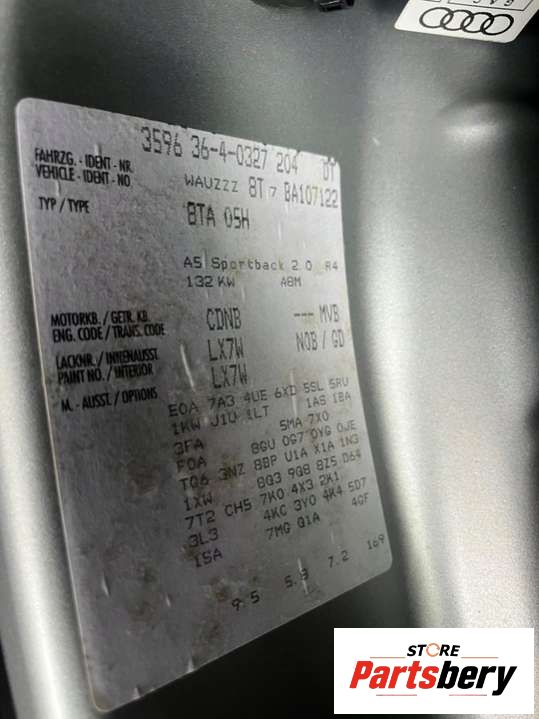 3596 36-4-0327 204 DT
FAHRZG. - IDENT - NR.
VEHICLE - IDENT - NO.
WAUZZZ 8T7 BA107122
TYP / TYPE
8TA 05H
A5 Sportback 2.0 R4
132 KW A8M
MOTORKB. / GETR. KB.
ENG. CODE / TRANS. CODE
CDNB --- MVB
LACKNR. / INNENAUSST.
PAINT NO. / INTERIOR
LX7W N0B / GD
LX7W
M. - AUSST. / OPTIONS
E0A 7A3 4UE 6XD 5SL 5RU
1KW J1U 1LT 1AS 1BA
3FA 5MA 7X0
F0A 8GU 0G7 0YG 0JE
TG6 3NZ 8BP U1A X1A 1N3
1XW 8Q3 9Q8 8Z5 D64
7T2 CH5 7K0 4X3 2K1
3L3 4KC 3Y0 4K4 5D7
1SA 7MG Q1A 4GF
9.5 5.9 7.2 169
STORE
Partsbery